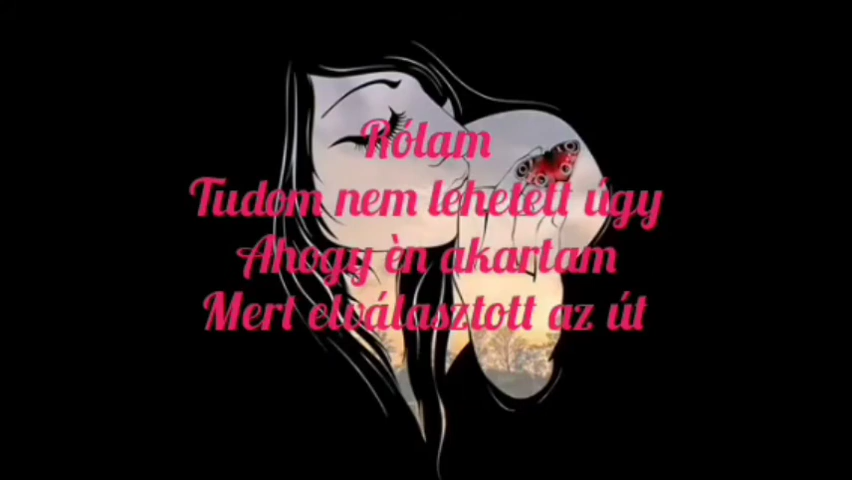 Rólam
Tudom nem lehetett úgy
Ahogy èn akartam
Mert elválasztott az út